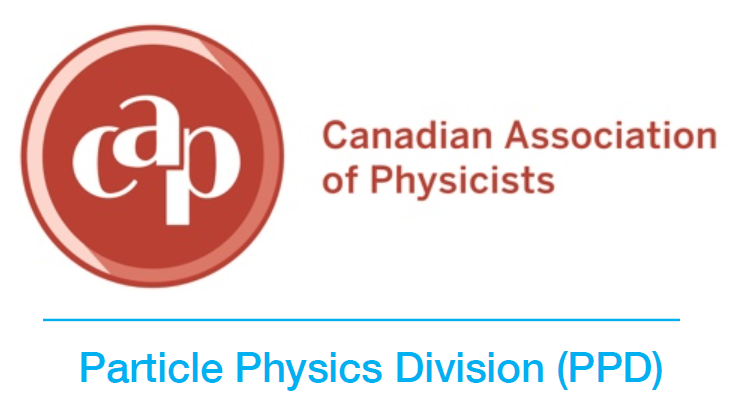 cap
Canadian Association
of Physicists
Particle Physics Division (PPD)